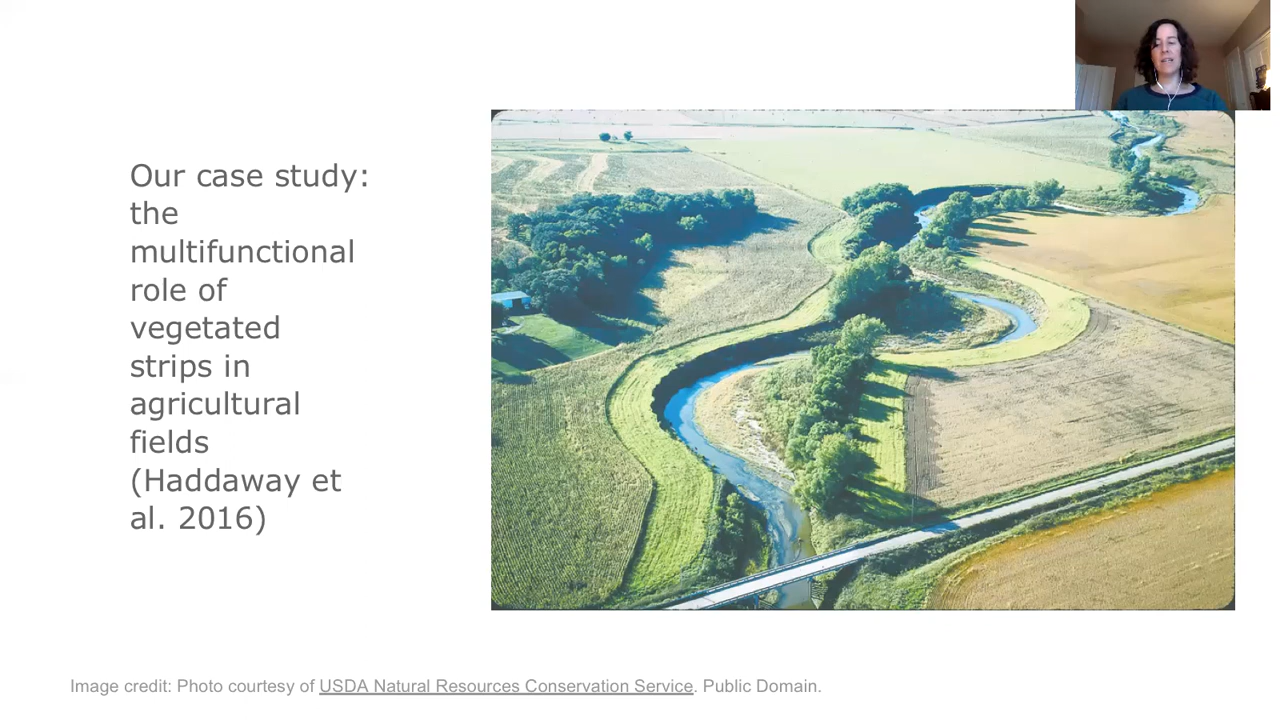 Our case study:
the
multifunctional
role of
vegetated
strips in
agricultural
fields
(Haddaway et
al. 2016)
Image credit: Photo courtesy of USDA Natural Resources Conservation Service. Public Domain.